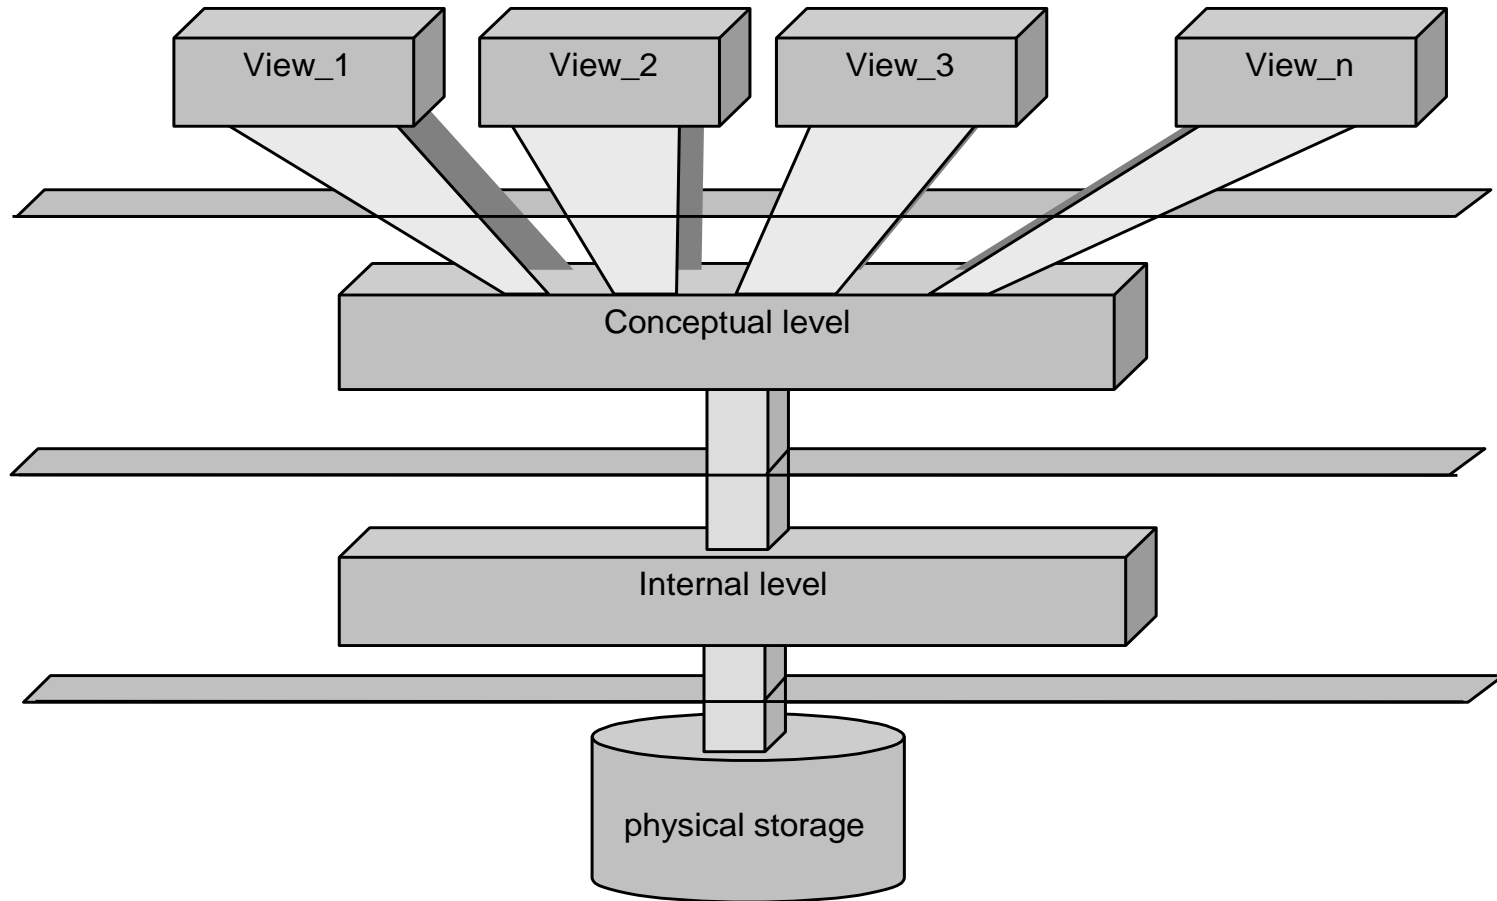 View_1
View_2
View_3
View_n
Conceptual level
Internal level
physical storage